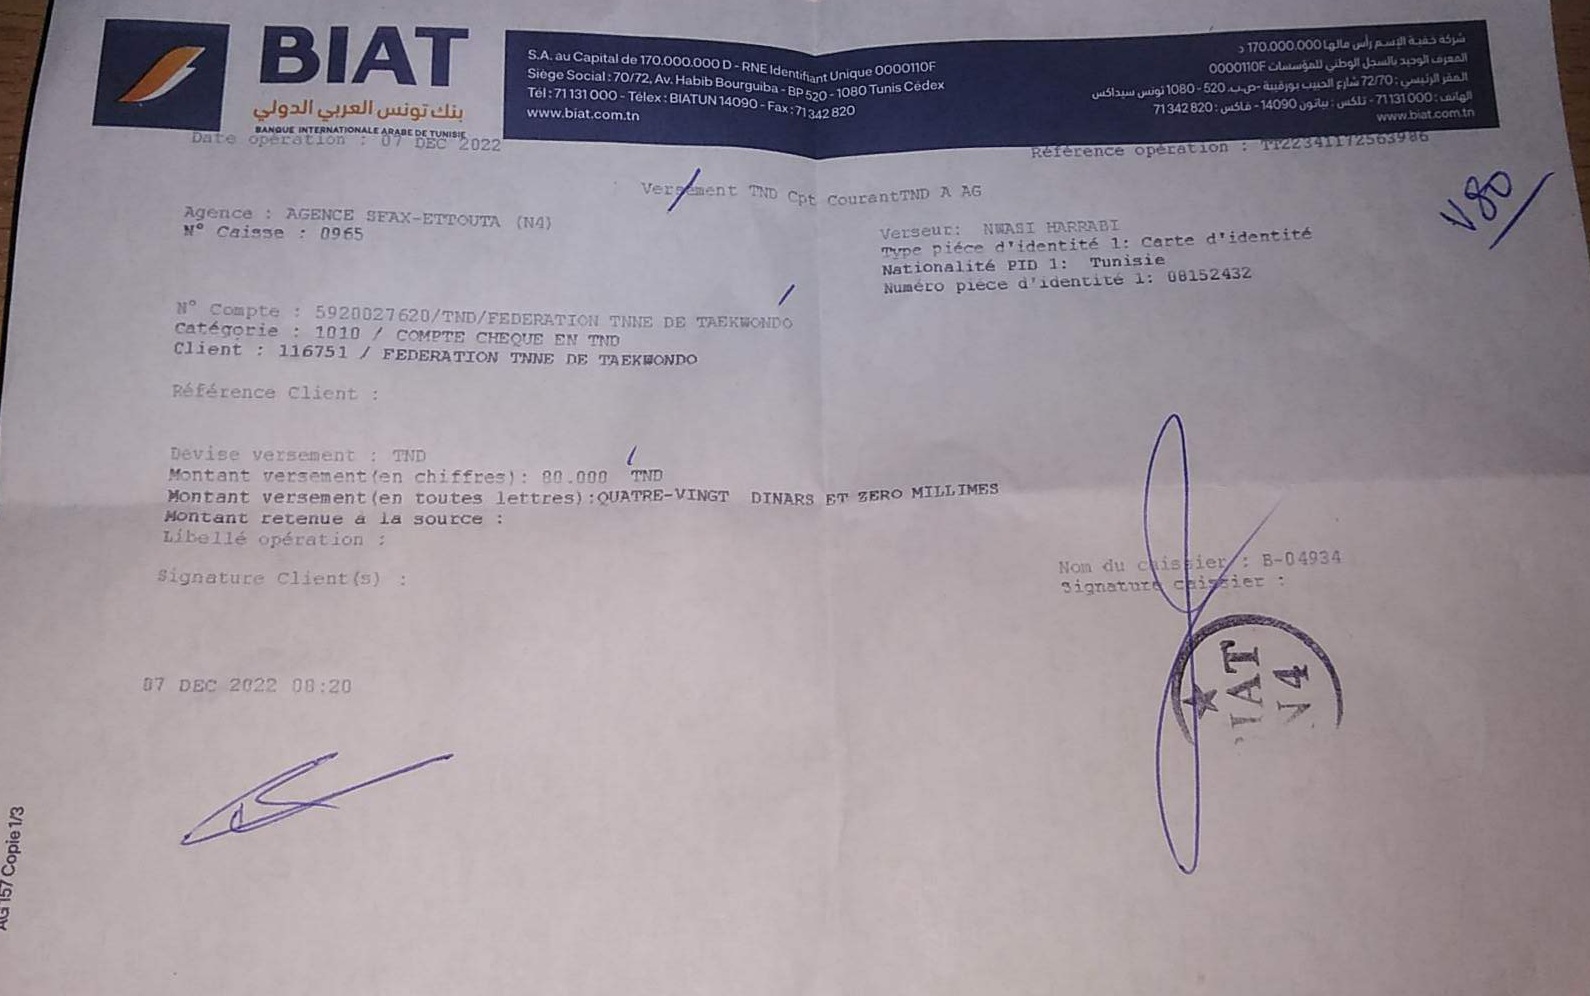 BIAT
بنك تونس العربي الدولي
BANQUE INTERNATIONALE ARABE DE TUNISIE
S.A. au Capital de 170.000.000 D - RNE Identifiant Unique 0000110F
Siège Social : 70/72, Av. Habib Bourguiba - BP 520 - 1080 Tunis Cédex
Tél : 71 131 000 - Télex : BIATUN 14090 - Fax : 71 342 820
www.biat.com.tn
شركة خفية الإسم رأس مالها 170.000.000 د
المعرف الوحيد بالسجل الوطني للمؤسسات 0000110F
المقر الرئيسي : 72/70 شارع الحبيب بورقيبة -ص.ب. 520 - 1080 تونس سيداكس
الهاتف : 71 131 000 - تلكس : بياتون 14090 - فاكس : 71 342 820
www.biat.com.tn
Date opération : 07 DEC 2022
Référence opération : TT22341172563986
Versement TND Cpt CourantTND A AG
V80
Agence : AGENCE SFAX-ETTOUTA (N4)
N° Caisse : 0965
Verseur: NWASI HARRABI
Type piéce d'identité 1: Carte d'identité
Nationalité PID 1: Tunisie
Numéro piéce d'identité 1: 08152432
N° Compte : 5920027620/TND/FEDERATION TNNE DE TAEKWONDO
Catégorie : 1010 / COMPTE CHEQUE EN TND
Client : 116751 / FEDERATION TNNE DE TAEKWONDO
Référence Client :
Devise versement : TND
Montant versement(en chiffres): 80.000 TND
Montant versement(en toutes lettres):QUATRE-VINGT DINARS ET ZERO MILLIMES
Montant retenue à la source :
Libellé opération :
Signature Client(s) :
Nom du caissier : B-04934
Signature caissier :
BIAT
N4
07 DEC 2022 08:20
AG 157 Copie 1/3